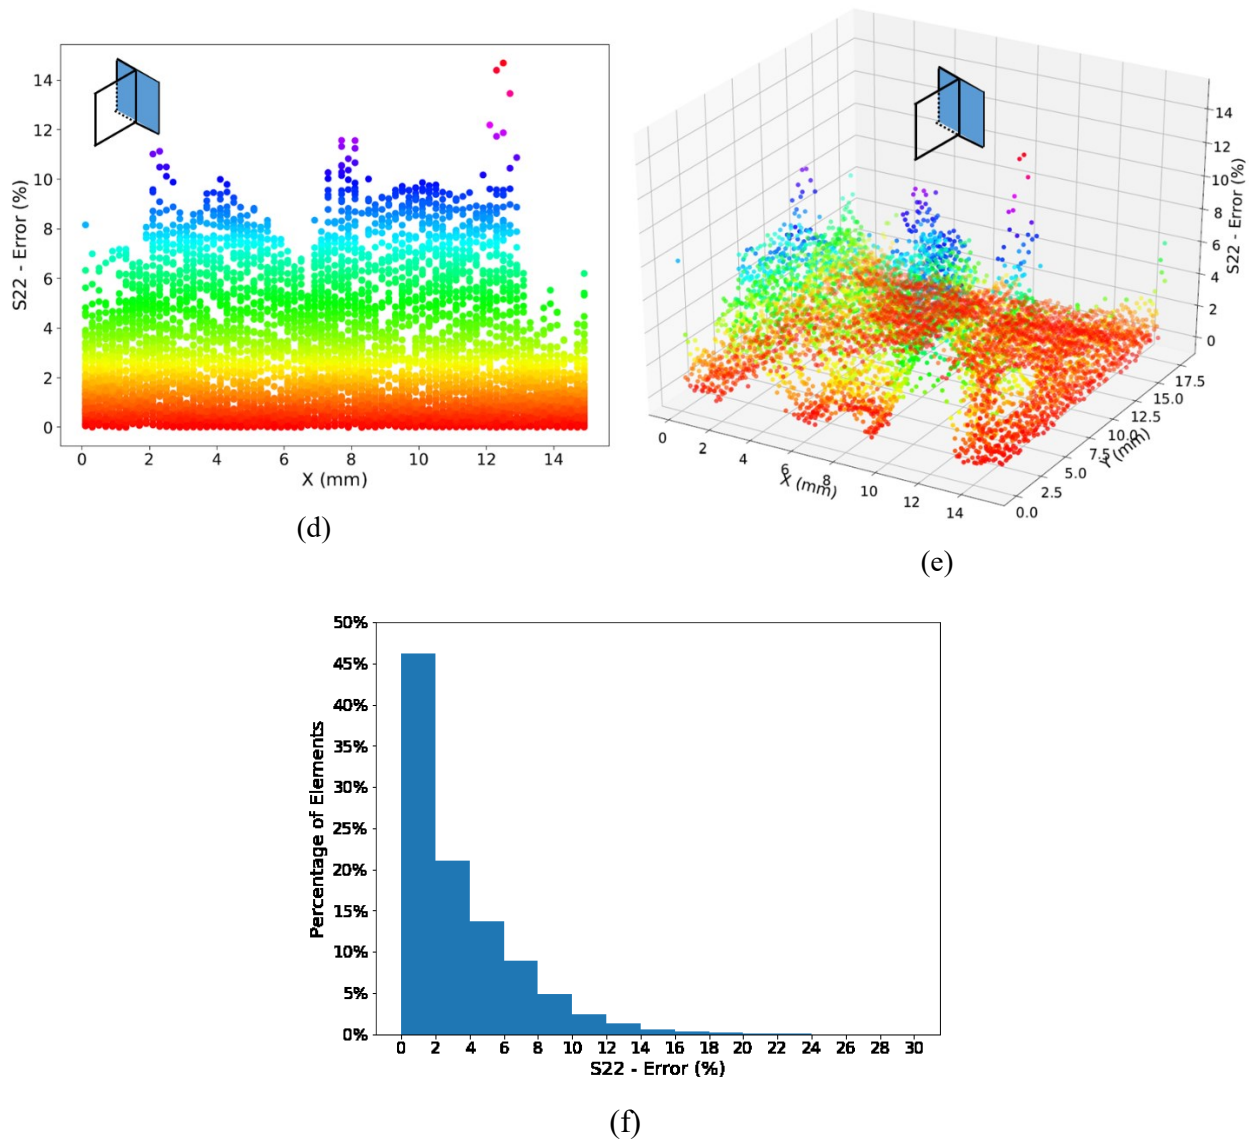 14
12
10
8
6
4
2
0
S22 - Error (%)
0 2 4 6 8 10 12 14
X (mm)
(d)
14
12
10
8
6
4
2
0
S22 - Error (%)
0 2 4 6 8 10 12 14
X (mm)
0.0 2.5 5.0 7.5 10.0 12.5 15.0 17.5
Y (mm)
(e)
50%
45%
40%
35%
30%
25%
20%
15%
10%
5%
0%
Percentage of Elements
0 2 4 6 8 10 12 14 16 18 20 22 24 26 28 30
S22 - Error (%)
(f)